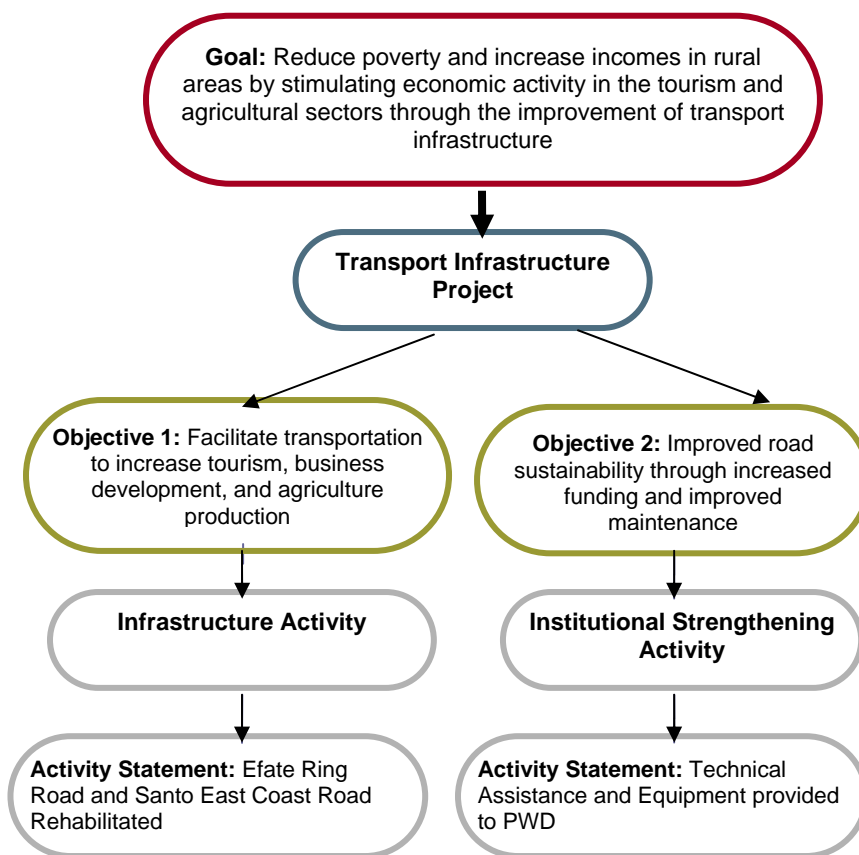 Goal: Reduce poverty and increase incomes in rural
areas by stimulating economic activity in the tourism and
agricultural sectors through the improvement of transport
infrastructure
Transport Infrastructure
Project
Objective 1: Facilitate transportation
to increase tourism, business
development, and agriculture
production
Objective 2: Improved road
sustainability through increased
funding and improved
maintenance
Infrastructure Activity
Institutional Strengthening
Activity
Activity Statement: Efate Ring
Road and Santo East Coast Road
Rehabilitated
Activity Statement: Technical
Assistance and Equipment provided
to PWD